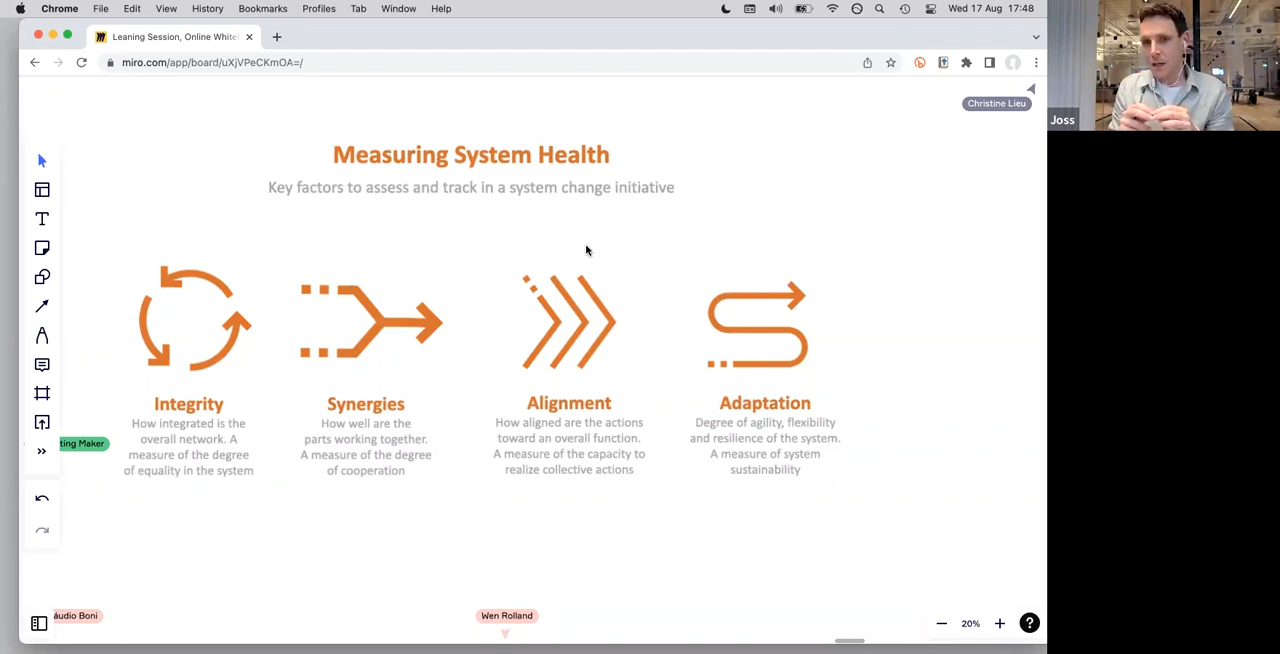 Chrome File Edit View History Bookmarks Profiles Tab Window Help Wed 17 Aug 17:48
Leaning Session, Online White
miro.com/app/board/uXjVPeCKmOA=/
Christine Lieu
Joss
Measuring System Health
Key factors to assess and track in a system change initiative
Integrity
How integrated is the
overall network. A
measure of the degree
of equality in the system
Synergies
How well are the
parts working together.
A measure of the degree
of cooperation
Alignment
How aligned are the actions
toward an overall function.
A measure of the capacity to
realize collective actions
Adaptation
Degree of agility, flexibility
and resilience of the system.
A measure of system
sustainability
ting Maker
áudio Boni
Wen Rolland
20%